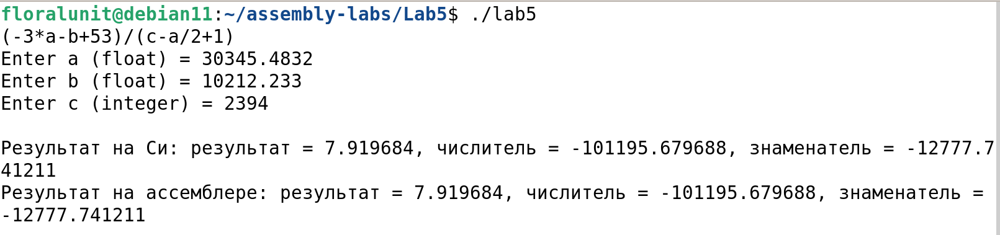 floralunit@debian11:~/assembly-labs/Lab5$ ./lab5
(-3*a-b+53)/(c-a/2+1)
Enter a (float) = 30345.4832
Enter b (float) = 10212.233
Enter c (integer) = 2394
Результат на Си: результат = 7.919684, числитель = -101195.679688, знаменатель = -12777.7
41211
Результат на ассемблере: результат = 7.919684, числитель = -101195.679688, знаменатель =
-12777.741211